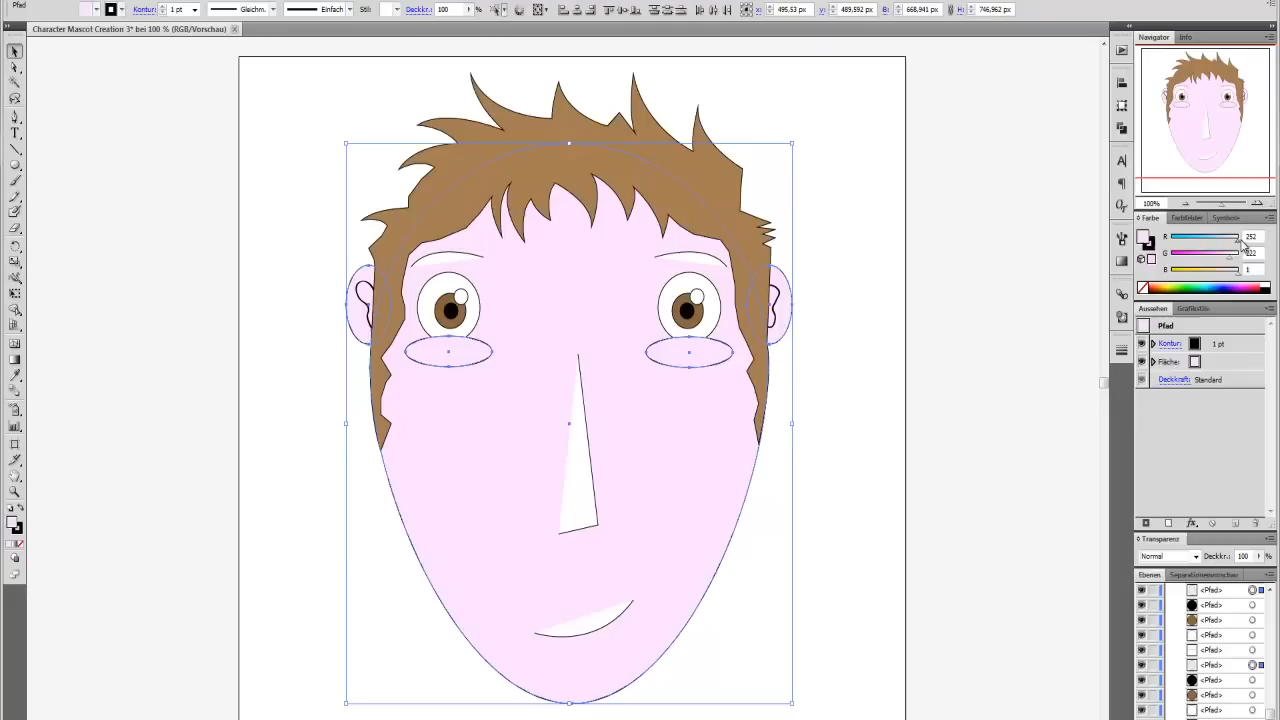 Pfad
Kontur: 1 pt Gleichm. Einfach Stil: Deckkr.: 100 x: 495,53 px y: 489,592 px B: 668,941 px H: 746,962 px
Character Mascot Creation 3* bei 100 % (RGB/Vorschau)
Navigator Info
100%
Farbe Farbfelder Symbole
R 252
G 222
B 1
Aussehen Grafikstile
Pfad
Kontur: 1 pt
Fläche:
Deckkraft: Standard
Transparenz
Normal Deckkr.: 100 %
Ebenen Separationenvorschau
<Pfad>
<Pfad>
<Pfad>
<Pfad>
<Pfad>
<Pfad>
<Pfad>
<Pfad>
<Pfad>